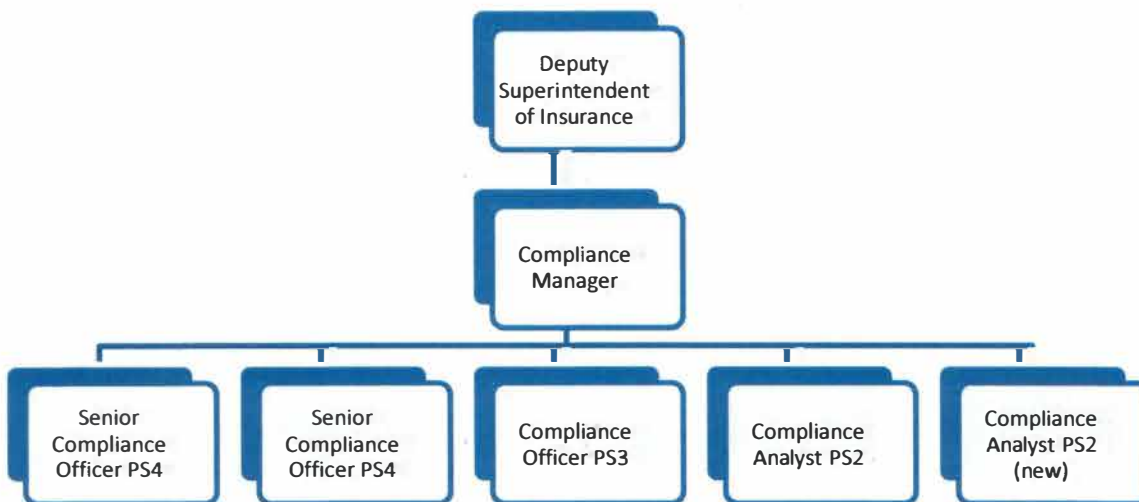 Deputy
Superintendent
of Insurance
Compliance
Manager
Senior
Compliance
Officer PS4
Senior
Compliance
Officer PS4
Compliance
Officer PS3
Compliance
Analyst PS2
Compliance
Analyst PS2
(new)